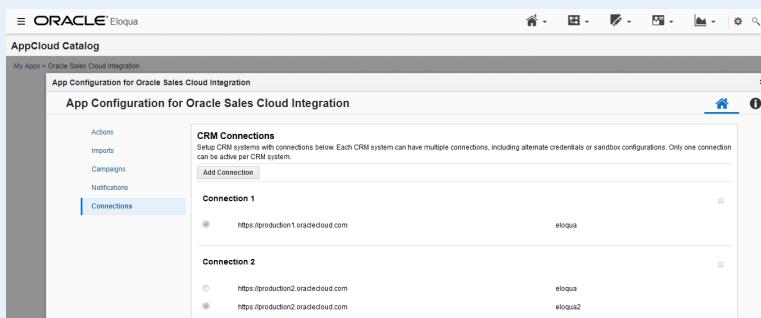 ORACLE Eloqua
AppCloud Catalog
My Apps > Oracle Sales Cloud Integration
App Configuration for Oracle Sales Cloud Integration
App Configuration for Oracle Sales Cloud Integration
Actions
Imports
Campaigns
Notifications
Connections
CRM Connections
Setup CRM systems with connections below. Each CRM system can have multiple connections, including alternate credentials or sandbox configurations. Only one connection
can be active per CRM system.
Add Connection
Connection 1
https://production1.oraclecloud.com eloqua
Connection 2
https://production2.oraclecloud.com eloqua
https://production2.oraclecloud.com eloqua2